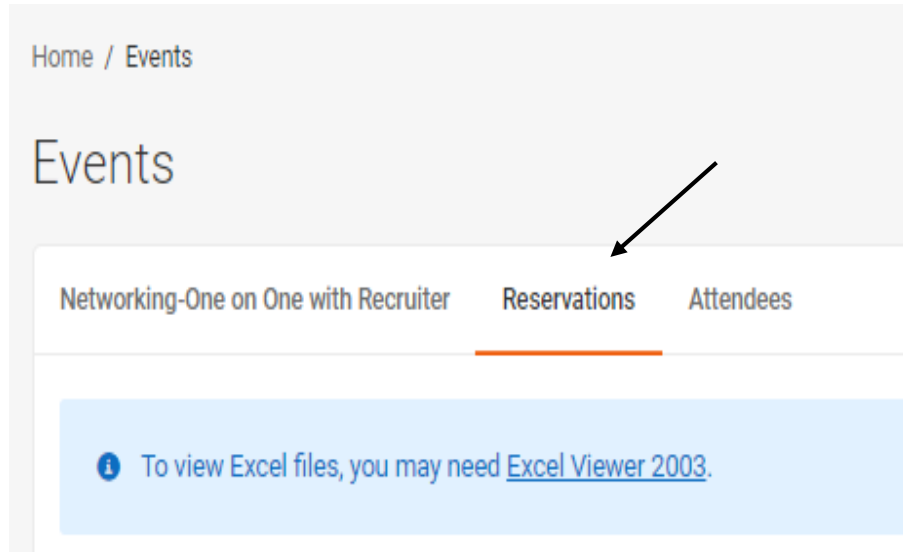 Home / Events
Events
Networking-One on One with Recruiter Reservations Attendees
To view Excel files, you may need Excel Viewer 2003.